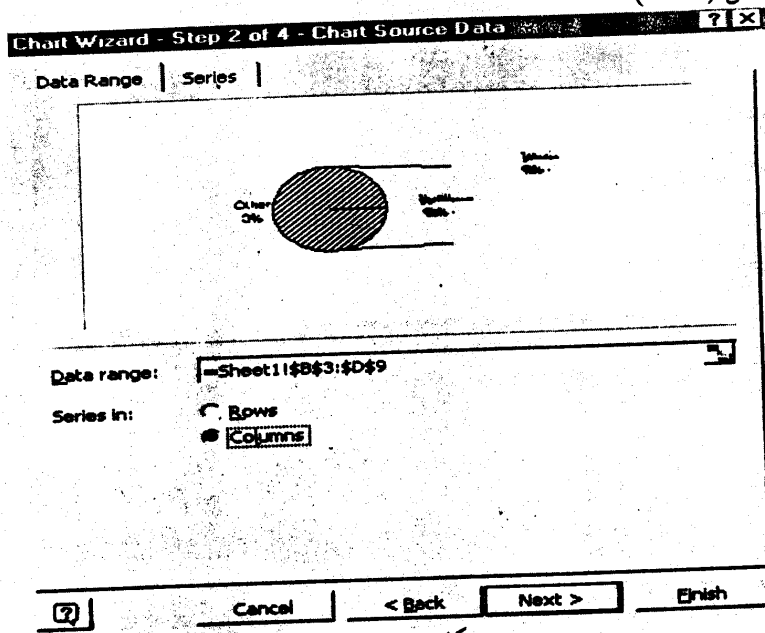 Chart Wizard - Step 2 of 4 - Chart Source Data
Data Range Series
Other
Data range: =Sheet1!$B$3:$D$9
Series in: Rows
Columns
Cancel < Back Next > Finish